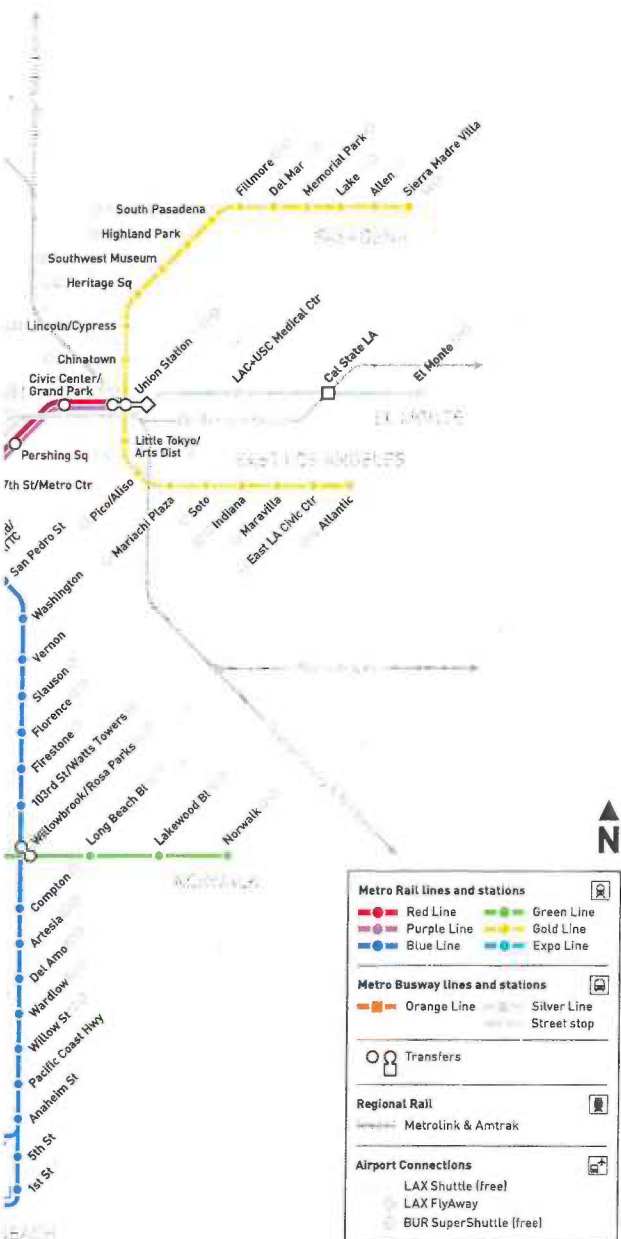 Fillmore
Del Mar
Memorial Park
Lake
Allen
Sierra Madre Villa
South Pasadena
Highland Park
Southwest Museum
Heritage Sq
Lincoln/Cypress
Chinatown
Civic Center/
Grand Park
Union Station
LAC+USC Medical Ctr
Cal State LA
El Monte
EL MONTE
Little Tokyo/
Arts Dist
EAST LOS ANGELES
Pershing Sq
7th St/Metro Ctr
Pico/Aliso
Mariachi Plaza
Soto
Indiana
Maravilla
East LA Civic Ctr
Atlantic
San Pedro St
Washington
Vernon
Slauson
Florence
Firestone
103rd St/Watts Towers
Willowbrook/Rosa Parks
Long Beach Bl
Lakewood Bl
Norwalk
NORWALK
Compton
Artesia
Del Amo
Wardlow
Willow St
Pacific Coast Hwy
Anaheim St
5th St
1st St
N
Metro Rail lines and stations
Red Line
Green Line
Purple Line
Gold Line
Blue Line
Expo Line
Metro Busway lines and stations
Orange Line
Silver Line
Street stop
Transfers
Regional Rail
Metrolink & Amtrak
Airport Connections
LAX Shuttle (free)
LAX FlyAway
BUR SuperShuttle (free)